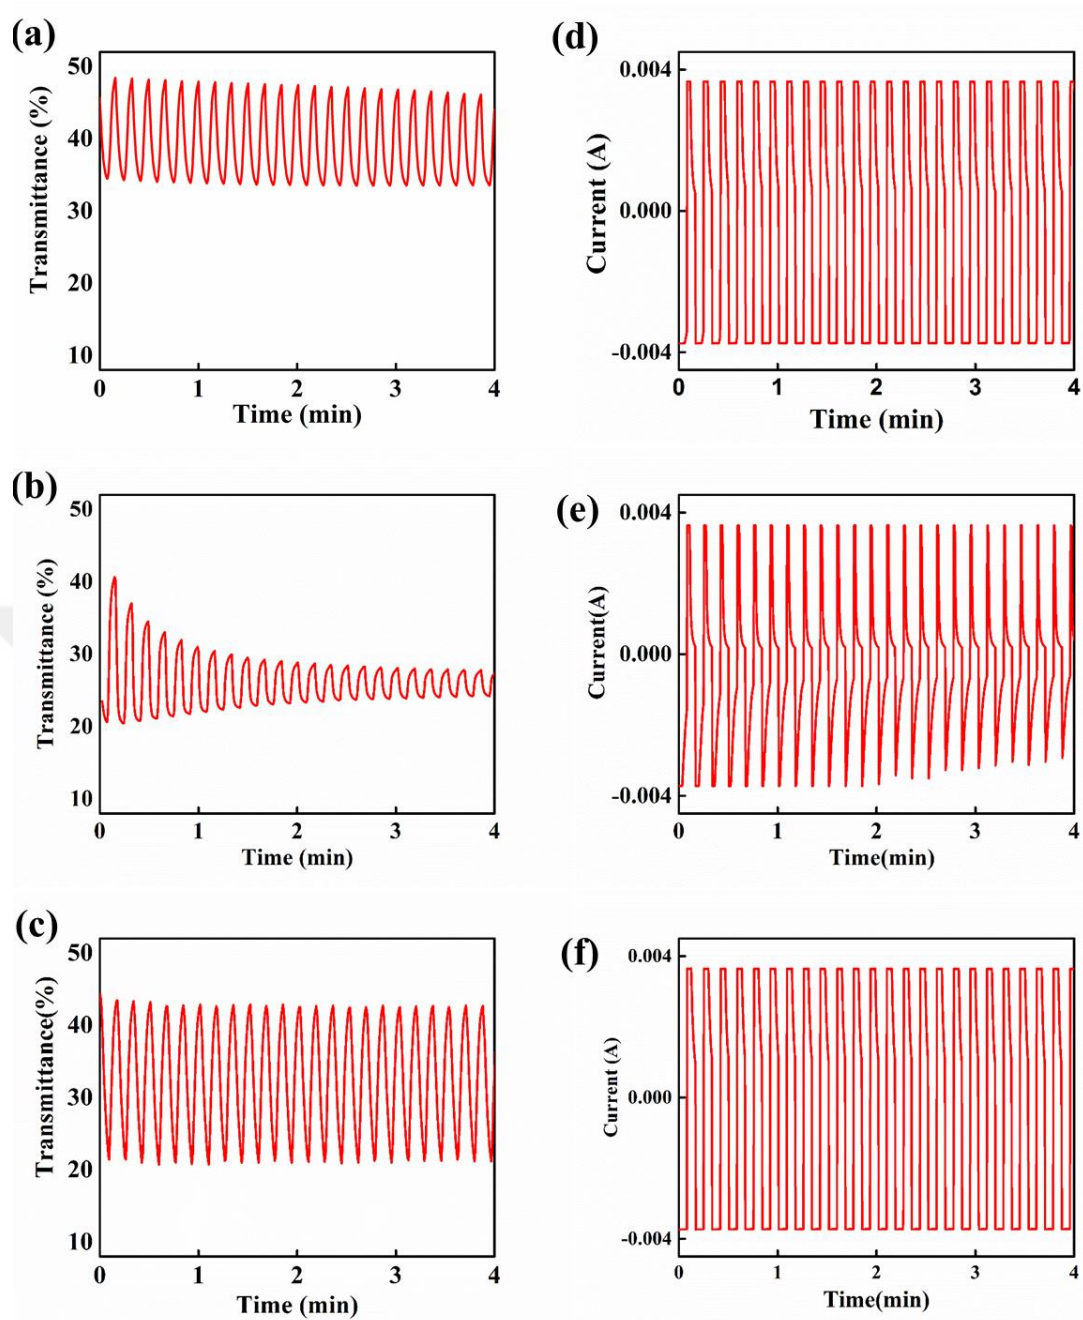 (a)
Transmittance (%)
50
40
30
20
10
0 1 2 3 4
Time (min)
(d)
Current (A)
0.004
0.000
-0.004
0 1 2 3 4
Time (min)
(b)
Transmittance (%)
50
40
30
20
10
0 1 2 3 4
Time (min)
(e)
Current(A)
0.004
0.000
-0.004
0 1 2 3 4
Time(min)
(c)
Transmittance(%)
50
40
30
20
10
0 1 2 3 4
Time (min)
(f)
Current (A)
0.004
0.000
-0.004
0 1 2 3 4
Time(min)